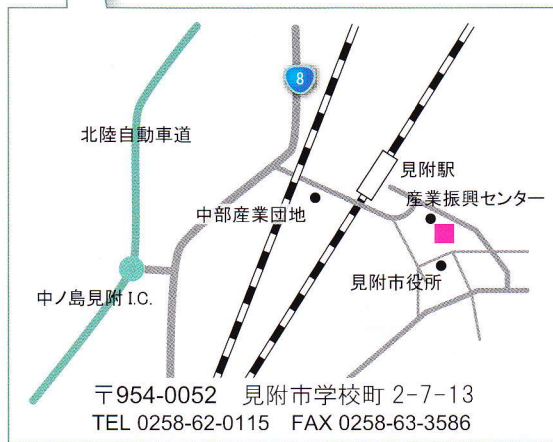 8
北陸自動車道
見附駅
産業振興センター
中部産業団地
見附市役所
中ノ島見附 I.C.
〒954-0052 見附市学校町 2-7-13
TEL 0258-62-0115 FAX 0258-63-3586